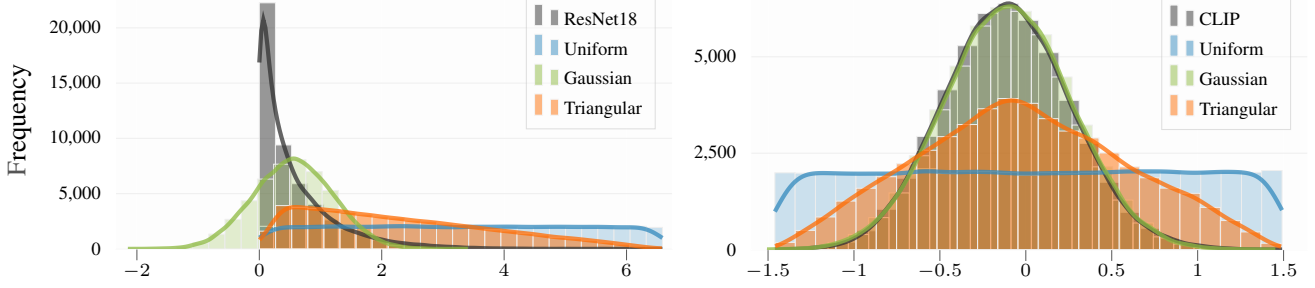 Frequency
20,000
15,000
10,000
5,000
0
−2
0
2
4
6
ResNet18
Uniform
Gaussian
Triangular
5,000
2,500
0
−1.5
−1
−0.5
0
0.5
1
1.5
CLIP
Uniform
Gaussian
Triangular